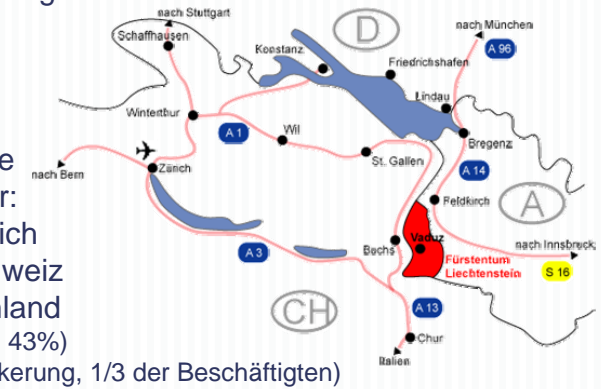 nach Stuttgart
Schaffhausen
D
nach München
A 96
Konstanz
Friedrichshafen
Lindau
Winterthur
A 1
Wil
Bregenz
St. Gallen
A 14
nach Bern
Zürich
r:
Feldkirch
A
ich
Vaduz
nach Innsbruck
weiz
A 3
Buchs
Fürstentum
Liechtenstein
S 16
nland
CH
A 13
43%)
Chur
Italien
kerung, 1/3 der Beschäftigten)